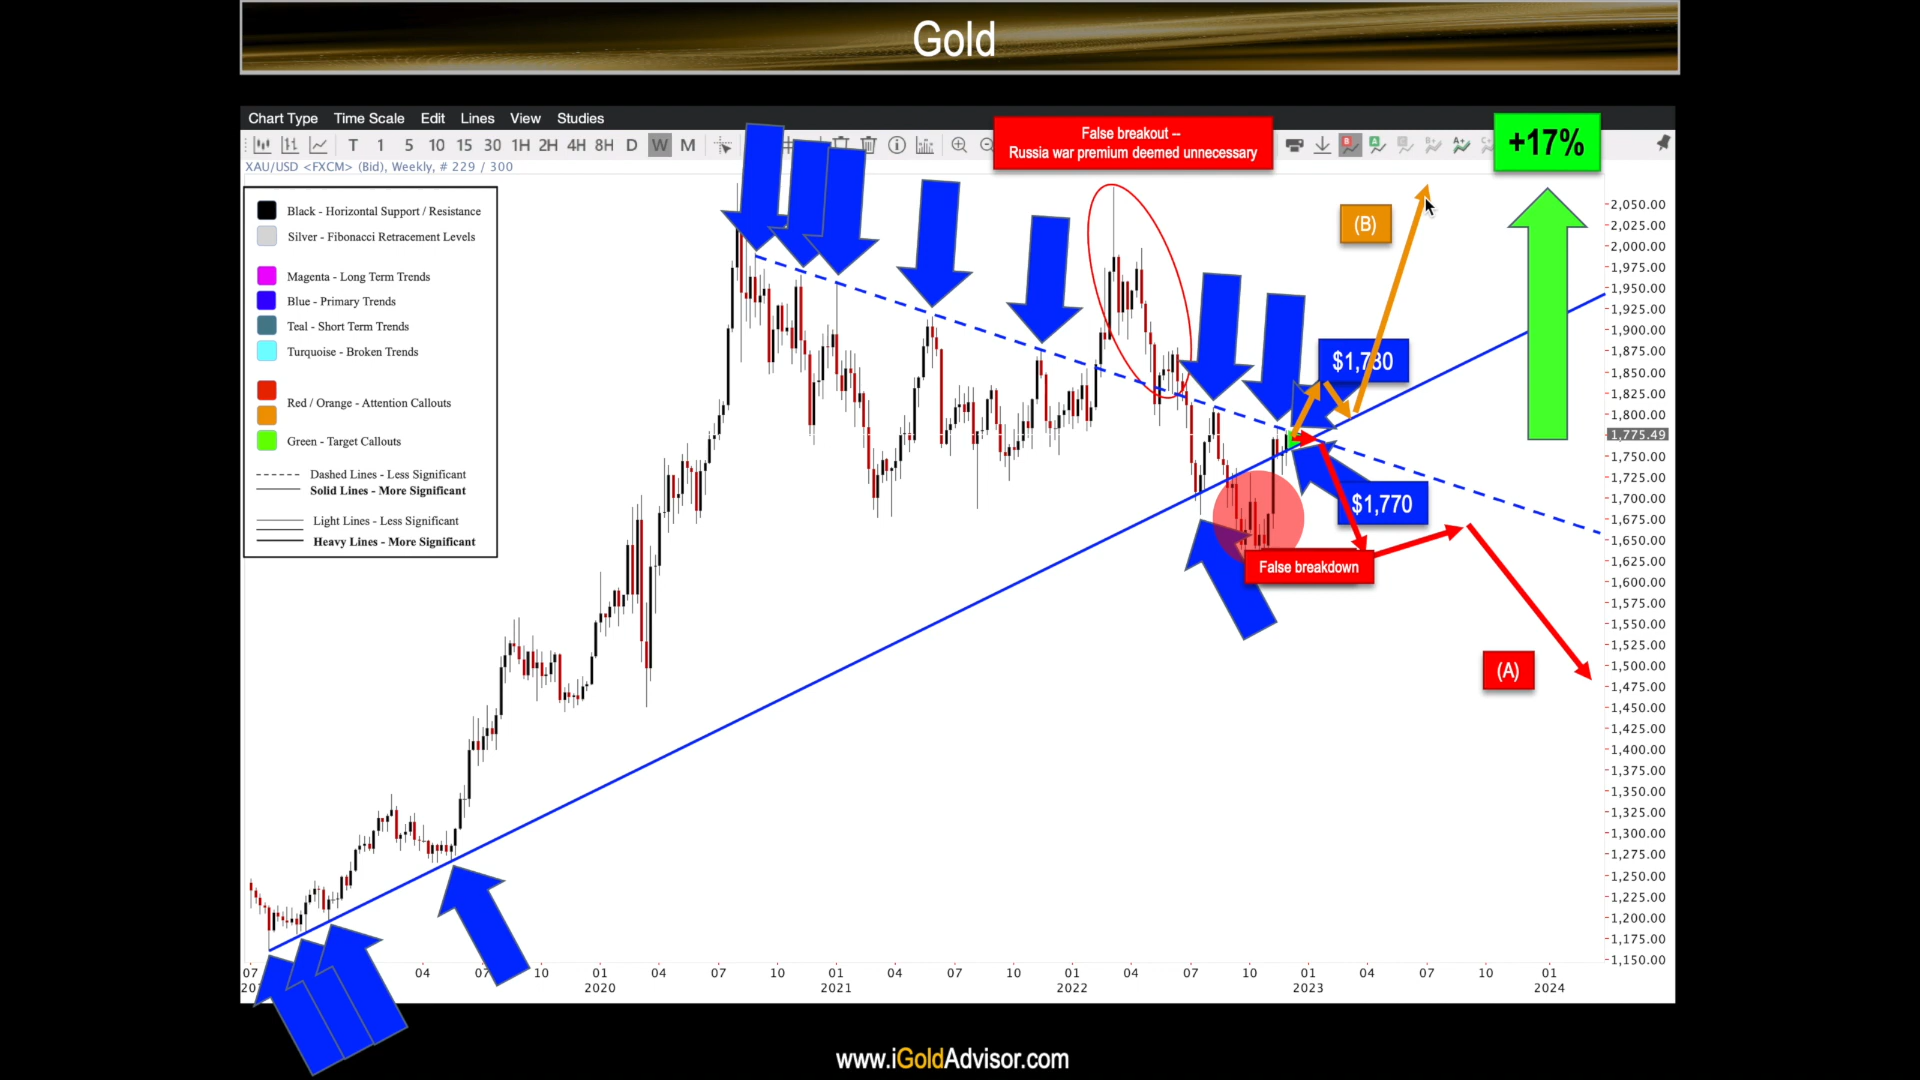 Gold
Chart Type Time Scale Edit Lines View Studies
T 1 5 10 15 30 1H 2H 4H 8H D W M
XAU/USD <FXCM> (Bid), Weekly, # 229 / 300
False breakout --
Russia war premium deemed unnecessary
+17%
Black - Horizontal Support / Resistance
Silver - Fibonacci Retracement Levels
Magenta - Long Term Trends
Blue - Primary Trends
Teal - Short Term Trends
Turquoise - Broken Trends
Red / Orange - Attention Callouts
Green - Target Callouts
Dashed Lines - Less Significant
Solid Lines - More Significant
Light Lines - Less Significant
Heavy Lines - More Significant
(B)
$1,770
False breakdown
(A)
2,050.00
2,025.00
2,000.00
1,975.00
1,950.00
1,925.00
1,900.00
1,875.00
1,850.00
1,825.00
1,800.00
1,775.49
1,750.00
1,725.00
1,700.00
1,675.00
1,650.00
1,625.00
1,600.00
1,575.00
1,550.00
1,525.00
1,500.00
1,475.00
1,450.00
1,425.00
1,400.00
1,375.00
1,350.00
1,325.00
1,300.00
1,275.00
1,250.00
1,225.00
1,200.00
1,175.00
1,150.00
07 04 07 10 01 04 07 10 01 04 07 10 01 04 07 10 01 04 07 10 01
2020 2021 2022 2023 2024
www.iGoldAdvisor.com